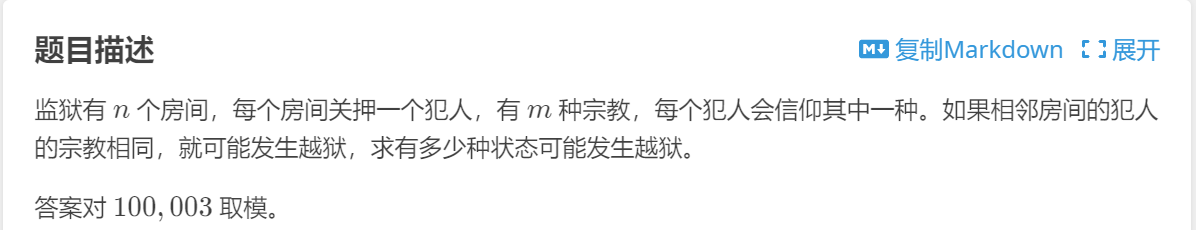 题目描述
复制Markdown 展开
监狱有 n 个房间，每个房间关押一个犯人，有 m 种宗教，每个犯人会信仰其中一种。如果相邻房间的犯人
的宗教相同，就可能发生越狱，求有多少种状态可能发生越狱。
答案对 100,003 取模。